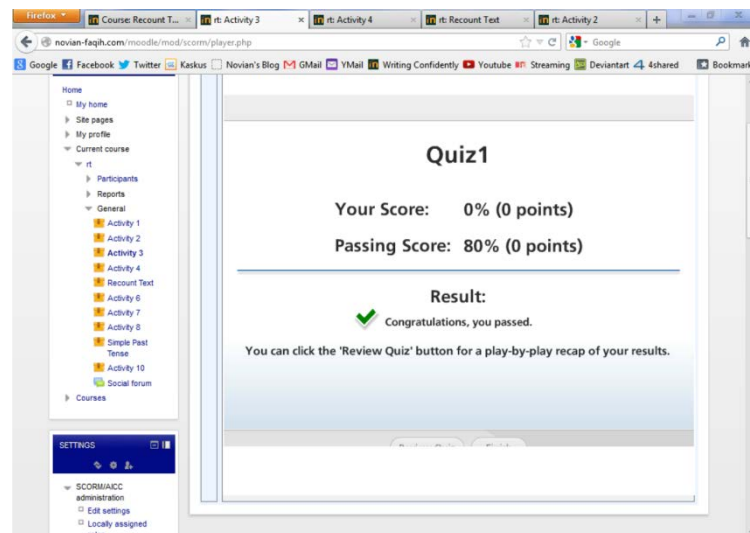 Firefox
Course: Recount T...
rt: Activity 3
rt: Activity 4
rt: Recount Text
rt: Activity 2
novian-faqih.com/moodle/mod/scorm/player.php
Google
Google Facebook Twitter Kaskus Novian's Blog GMail YMail Writing Confidently Youtube Streaming Deviantart 4shared Bookmark
Home
My home
Site pages
My profile
Current course
rt
Participants
Reports
General
Activity 1
Activity 2
Activity 3
Activity 4
Recount Text
Activity 6
Activity 7
Activity 8
Simple Past
Tense
Activity 10
Social forum
Courses
SETTINGS
SCORM/AICC
administration
Edit settings
Locally assigned
Quiz1
Your Score: 0% (0 points)
Passing Score: 80% (0 points)
Result:
Congratulations, you passed.
You can click the 'Review Quiz' button for a play-by-play recap of your results.